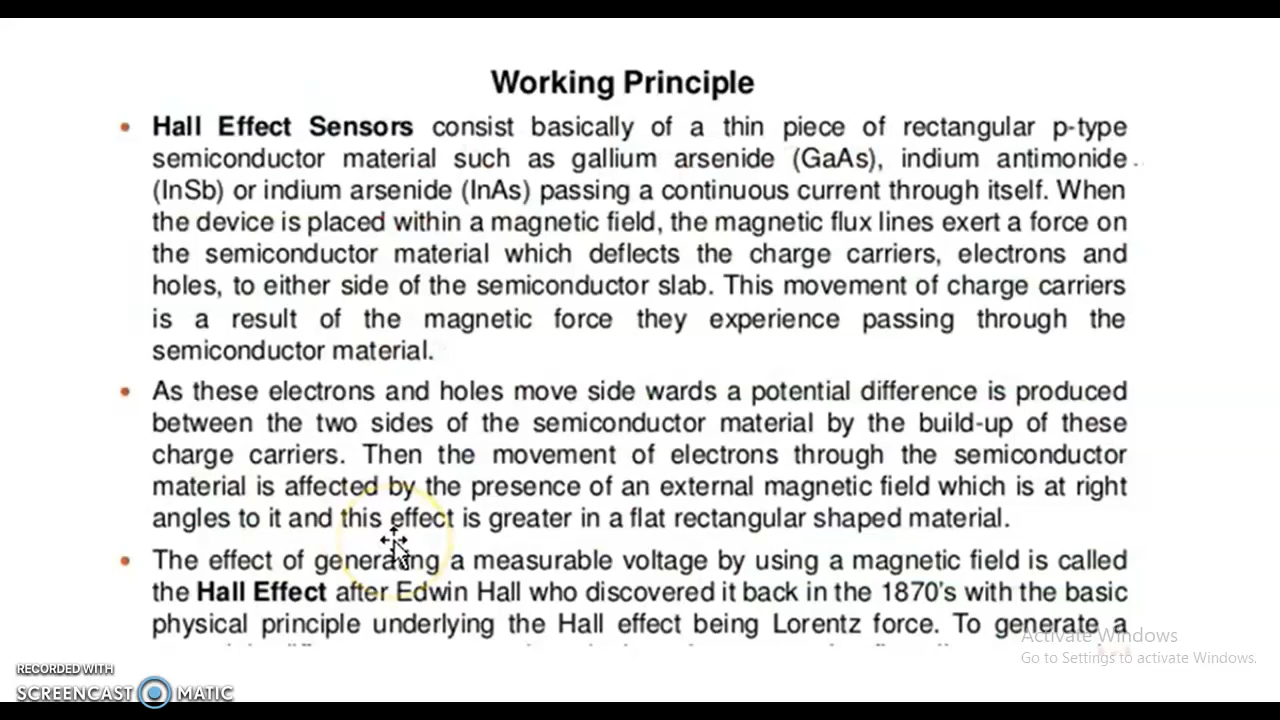 Working Principle
• Hall Effect Sensors consist basically of a thin piece of rectangular p-type
semiconductor material such as gallium arsenide (GaAs), indium antimonide
(InSb) or indium arsenide (InAs) passing a continuous current through itself. When
the device is placed within a magnetic field, the magnetic flux lines exert a force on
the semiconductor material which deflects the charge carriers, electrons and
holes, to either side of the semiconductor slab. This movement of charge carriers
is a result of the magnetic force they experience passing through the
semiconductor material.
• As these electrons and holes move side wards a potential difference is produced
between the two sides of the semiconductor material by the build-up of these
charge carriers. Then the movement of electrons through the semiconductor
material is affected by the presence of an external magnetic field which is at right
angles to it and this effect is greater in a flat rectangular shaped material.
• The effect of generating a measurable voltage by using a magnetic field is called
the Hall Effect after Edwin Hall who discovered it back in the 1870's with the basic
physical principle underlying the Hall effect being Lorentz force. To generate a
Activate Windows
Go to Settings to activate Windows.
RECORDED WITH
SCREENCAST MATIC